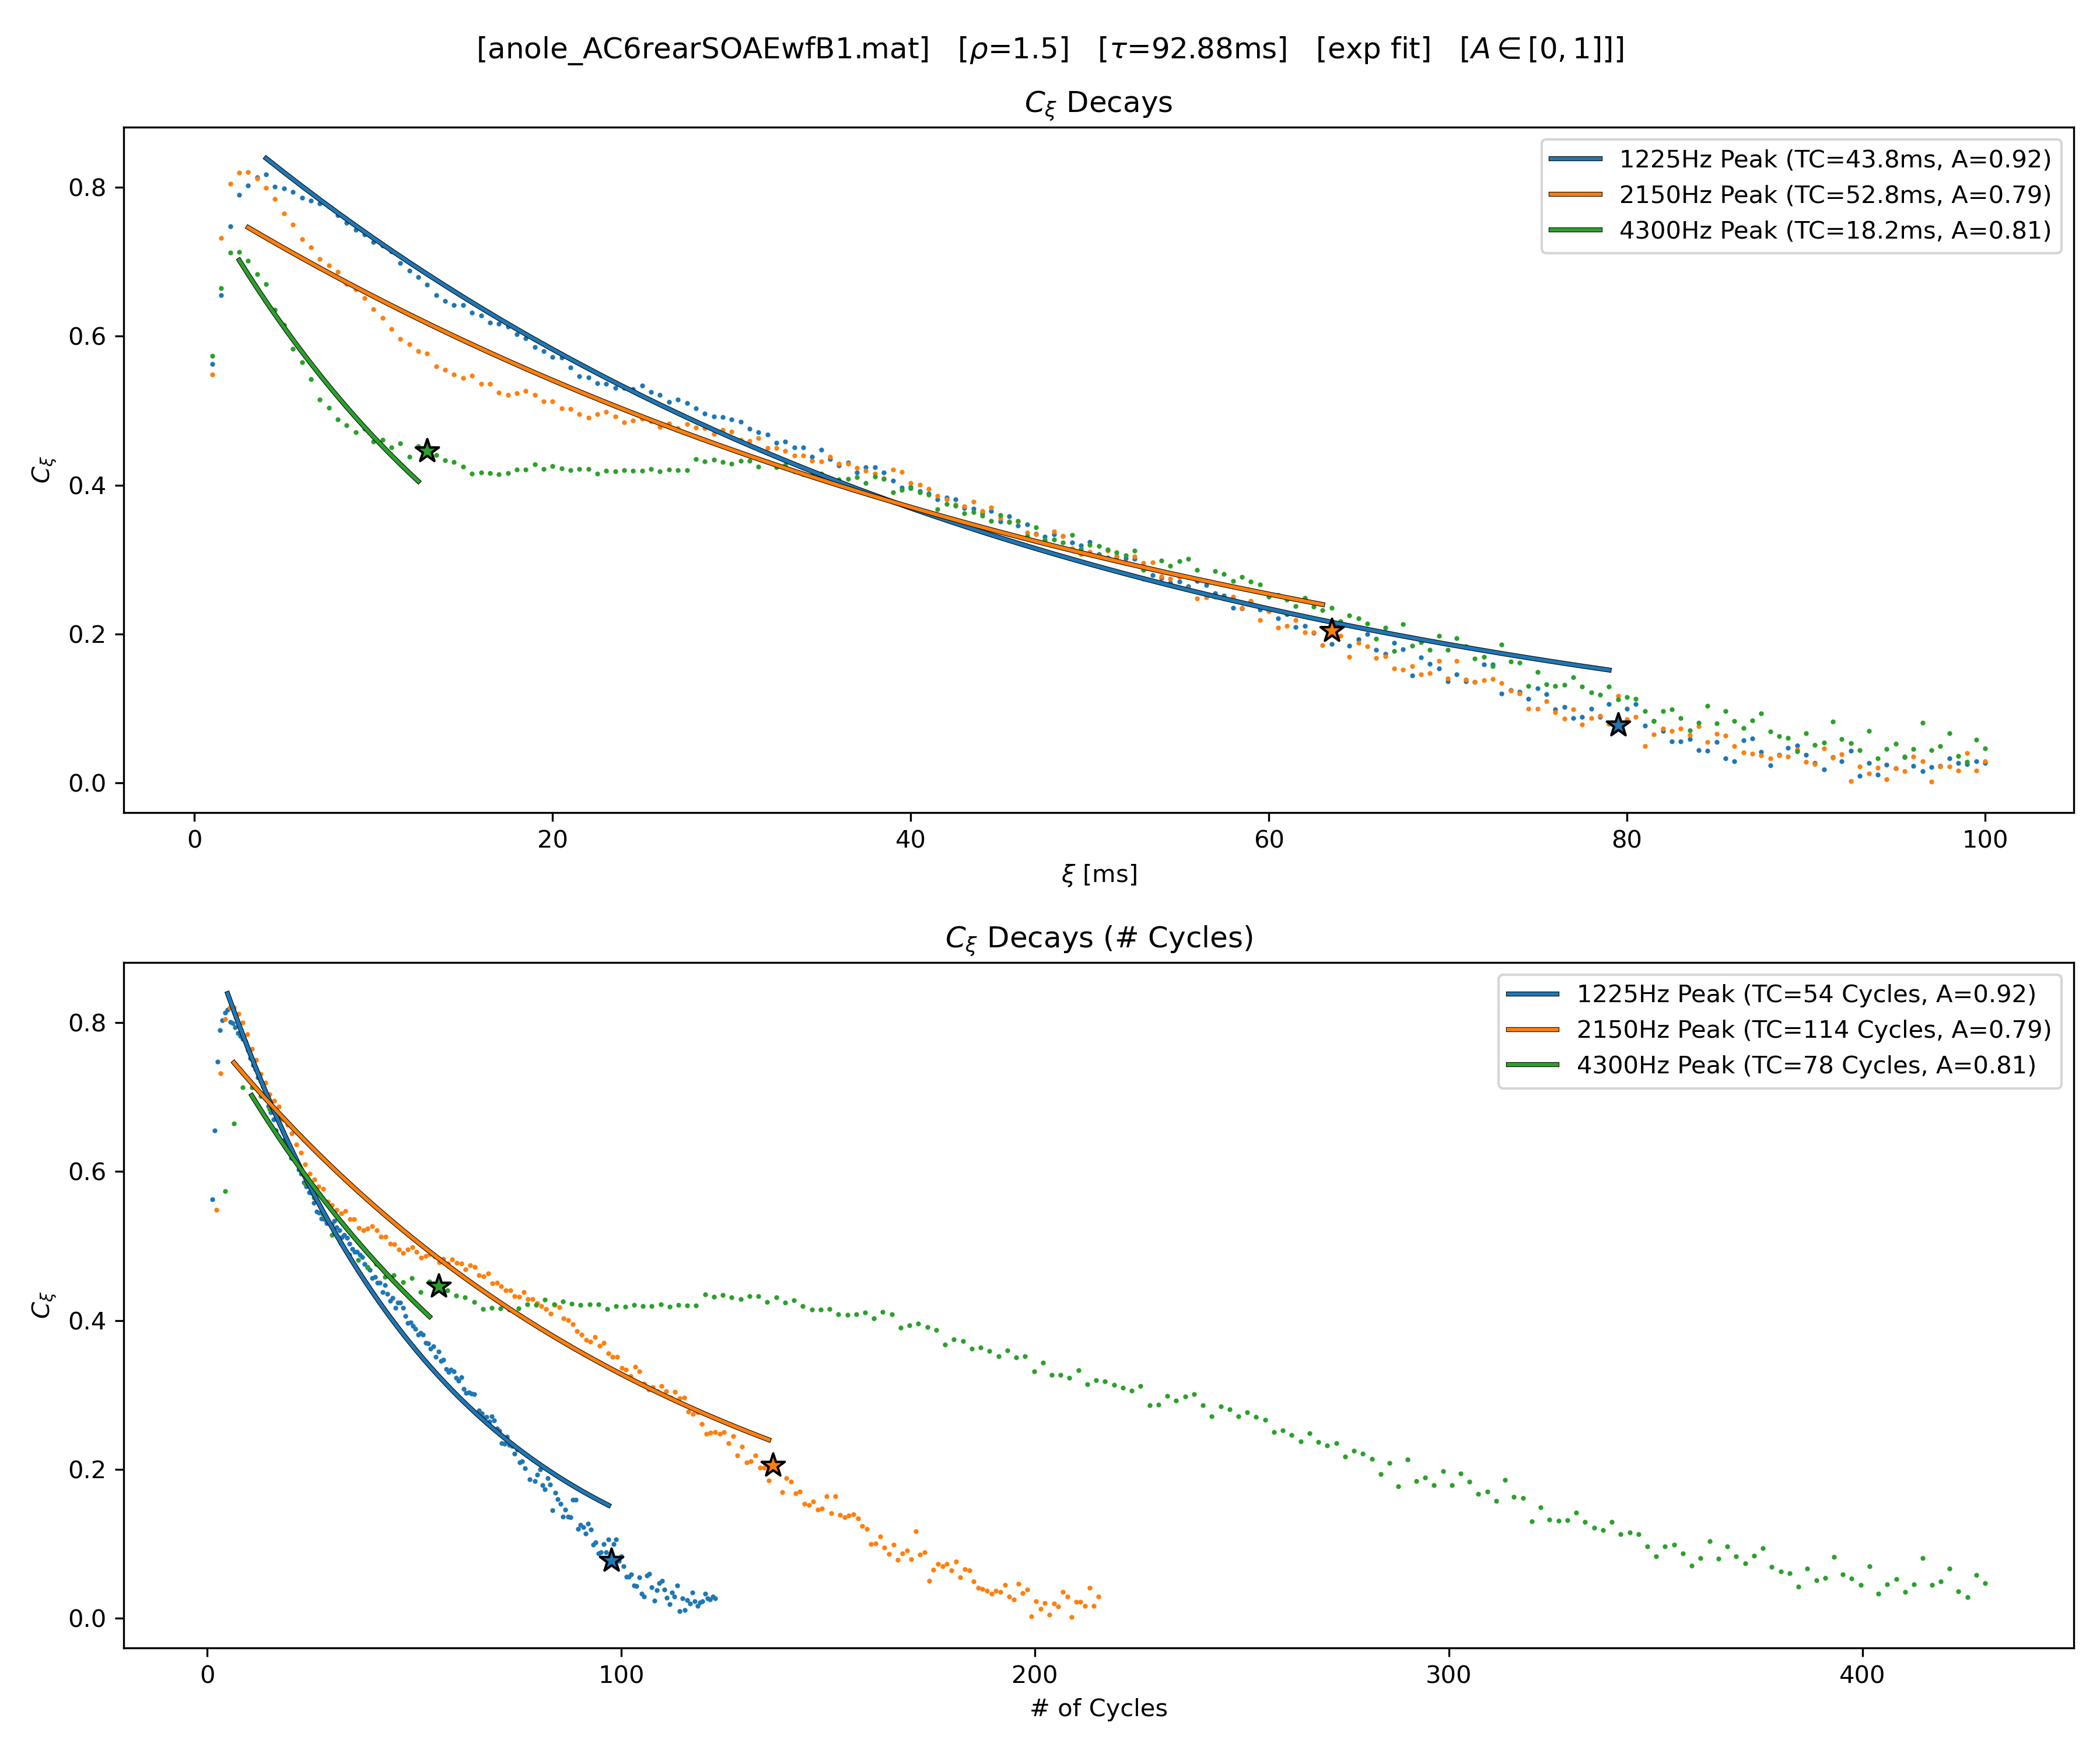 [anole_AC6rearSOAEwfB1.mat] [ρ=1.5] [τ=92.88ms] [exp fit] [A ∈ [0, 1]]]
C_ξ Decays
0.8
0.6
0.4
0.2
0.0
C_ξ
1225Hz Peak (TC=43.8ms, A=0.92)
2150Hz Peak (TC=52.8ms, A=0.79)
4300Hz Peak (TC=18.2ms, A=0.81)
0 20 40 60 80 100
ξ [ms]
C_ξ Decays (# Cycles)
0.8
0.6
0.4
0.2
0.0
C_ξ
1225Hz Peak (TC=54 Cycles, A=0.92)
2150Hz Peak (TC=114 Cycles, A=0.79)
4300Hz Peak (TC=78 Cycles, A=0.81)
0 100 200 300 400
# of Cycles